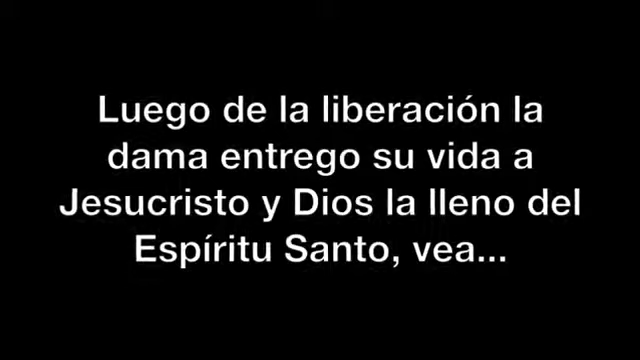 Luego de la liberación la
dama entrego su vida a
Jesucristo y Dios la lleno del
Espíritu Santo, vea...